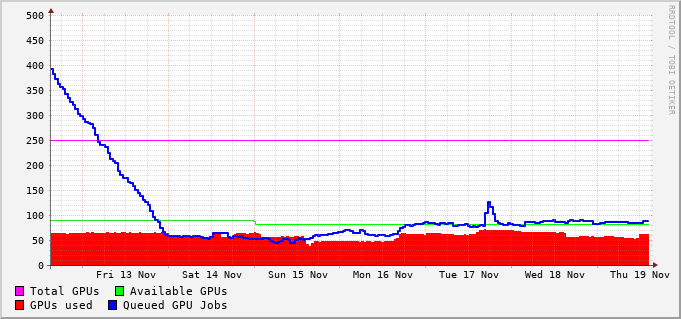 RRDTOOL / TOBI OETIKER
500
450
400
350
300
250
200
150
100
50
0
Fri 13 Nov Sat 14 Nov Sun 15 Nov Mon 16 Nov Tue 17 Nov Wed 18 Nov Thu 19 Nov
Total GPUs Available GPUs
GPUs used Queued GPU Jobs